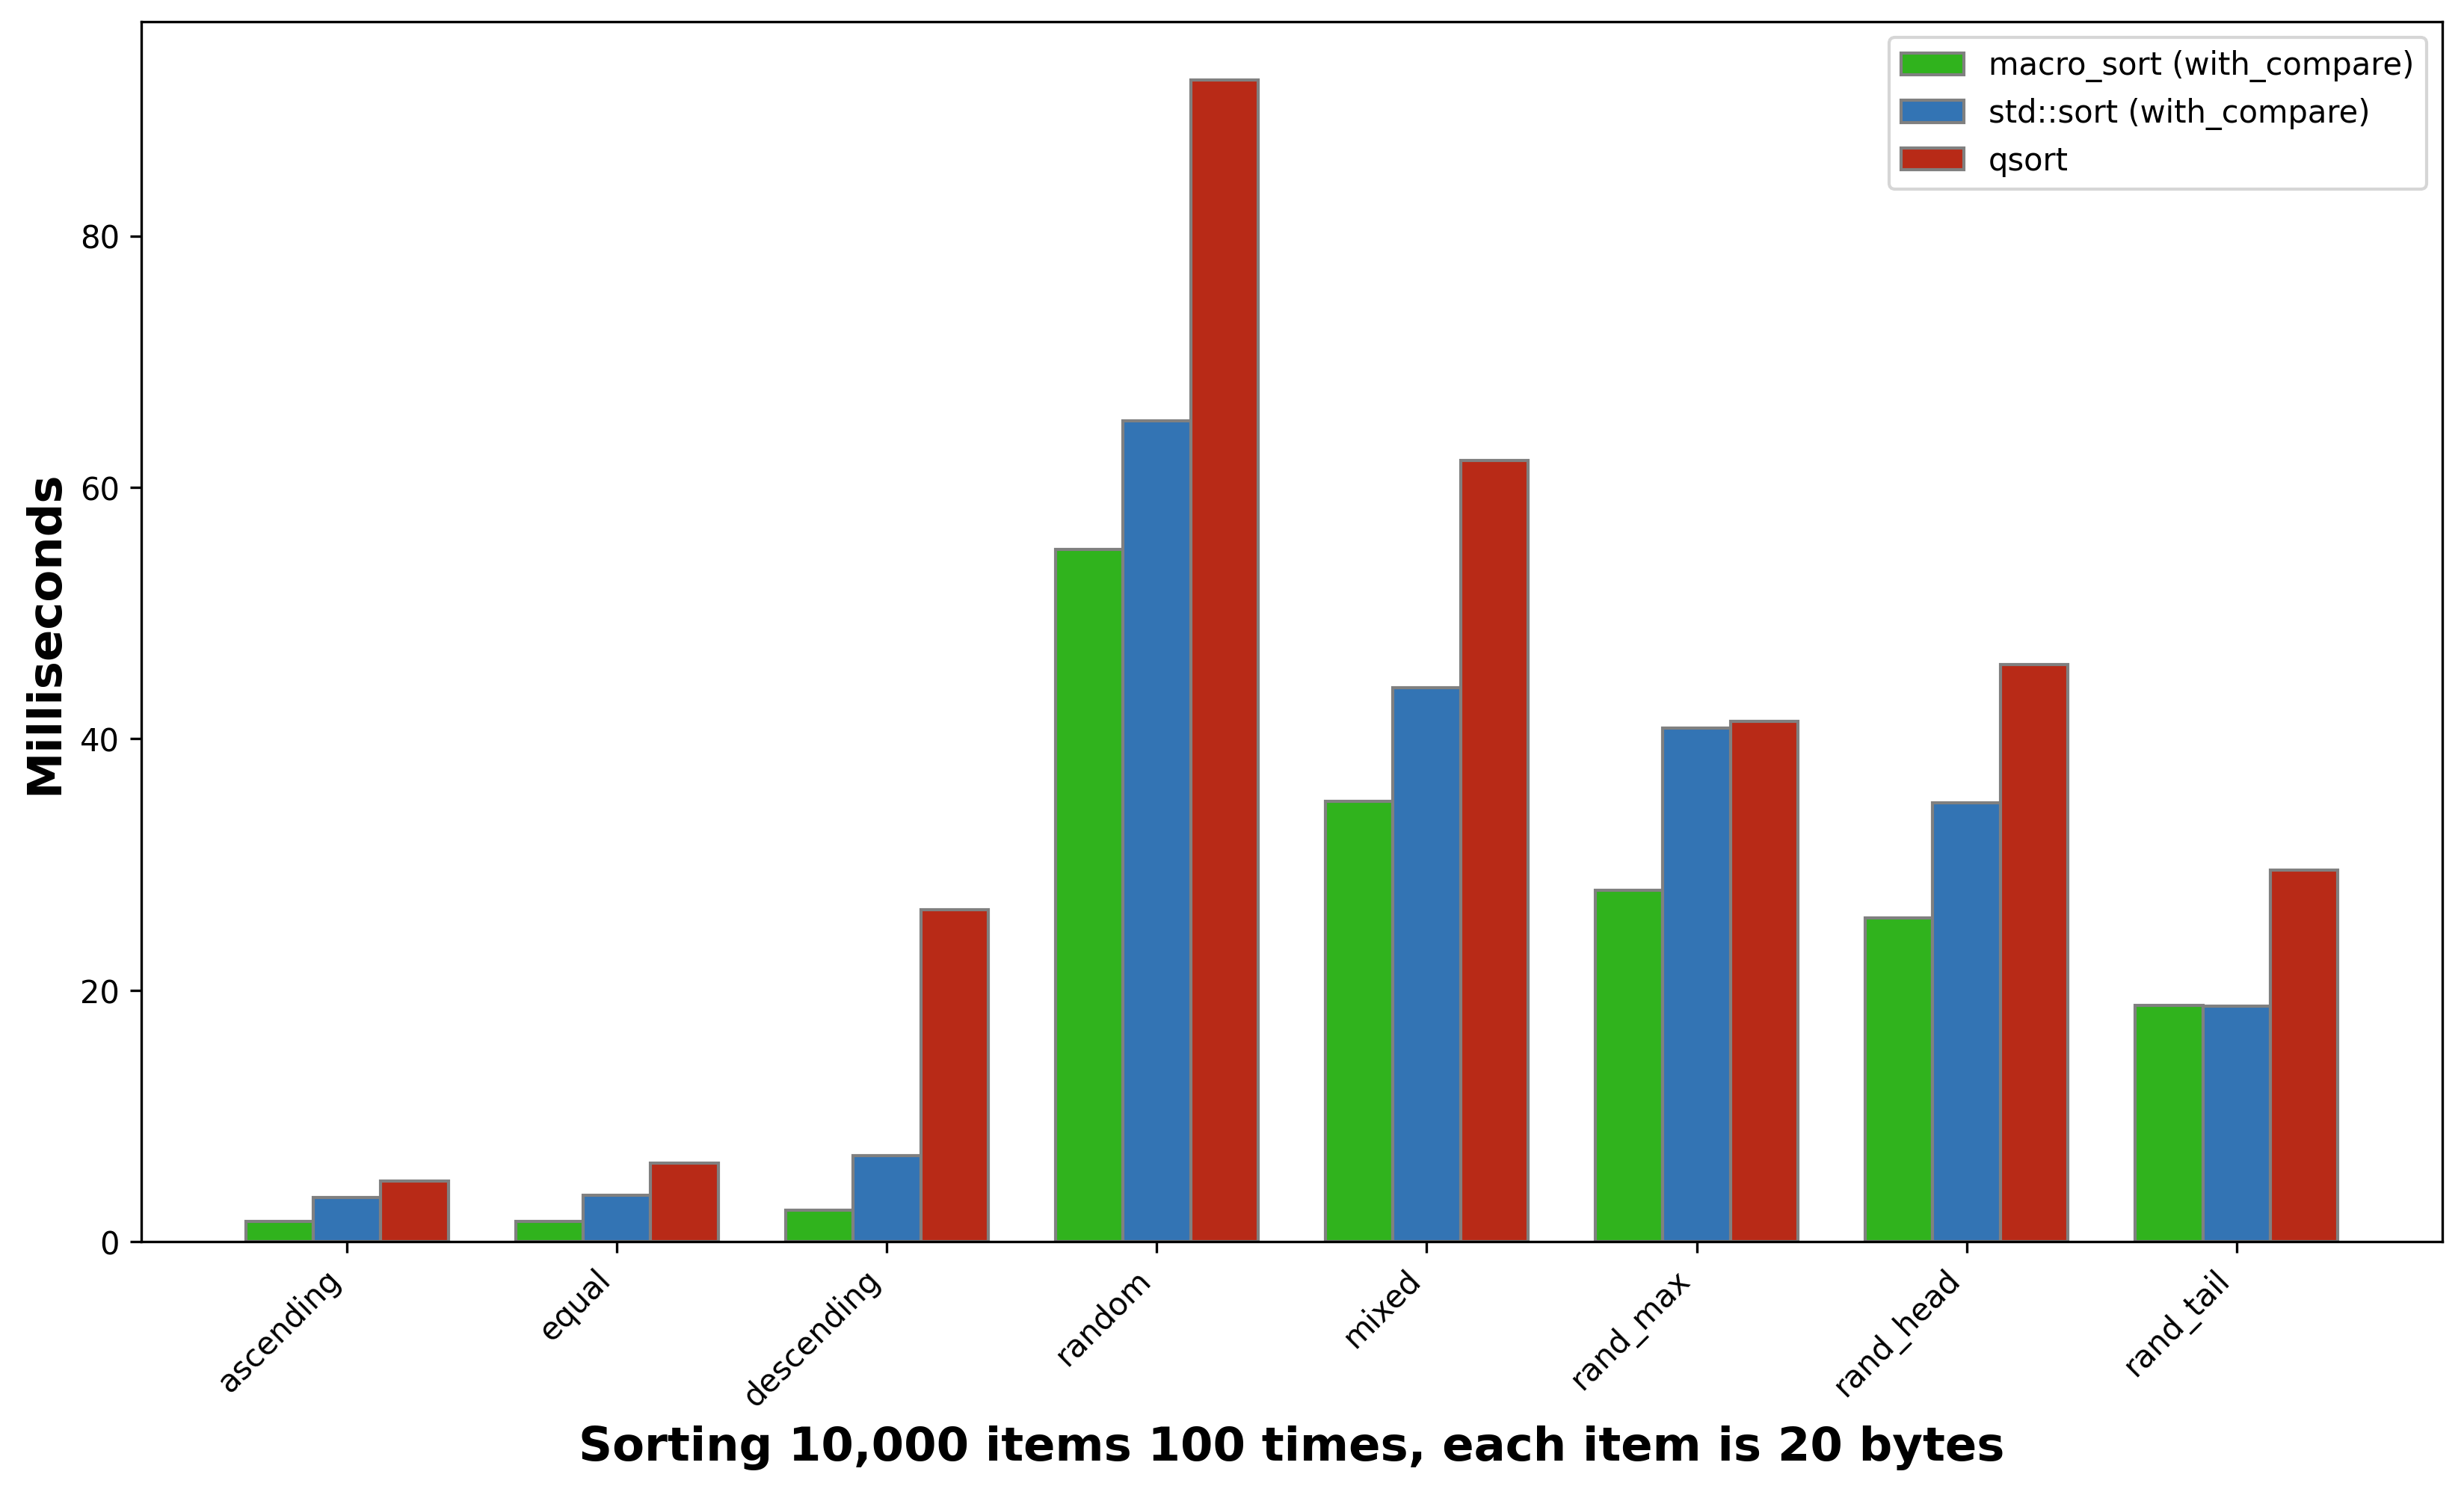 macro_sort (with_compare)
std::sort (with_compare)
qsort
Milliseconds
80
60
40
20
0
ascending
equal
descending
random
mixed
rand_max
rand_head
rand_tail
Sorting 10,000 items 100 times, each item is 20 bytes